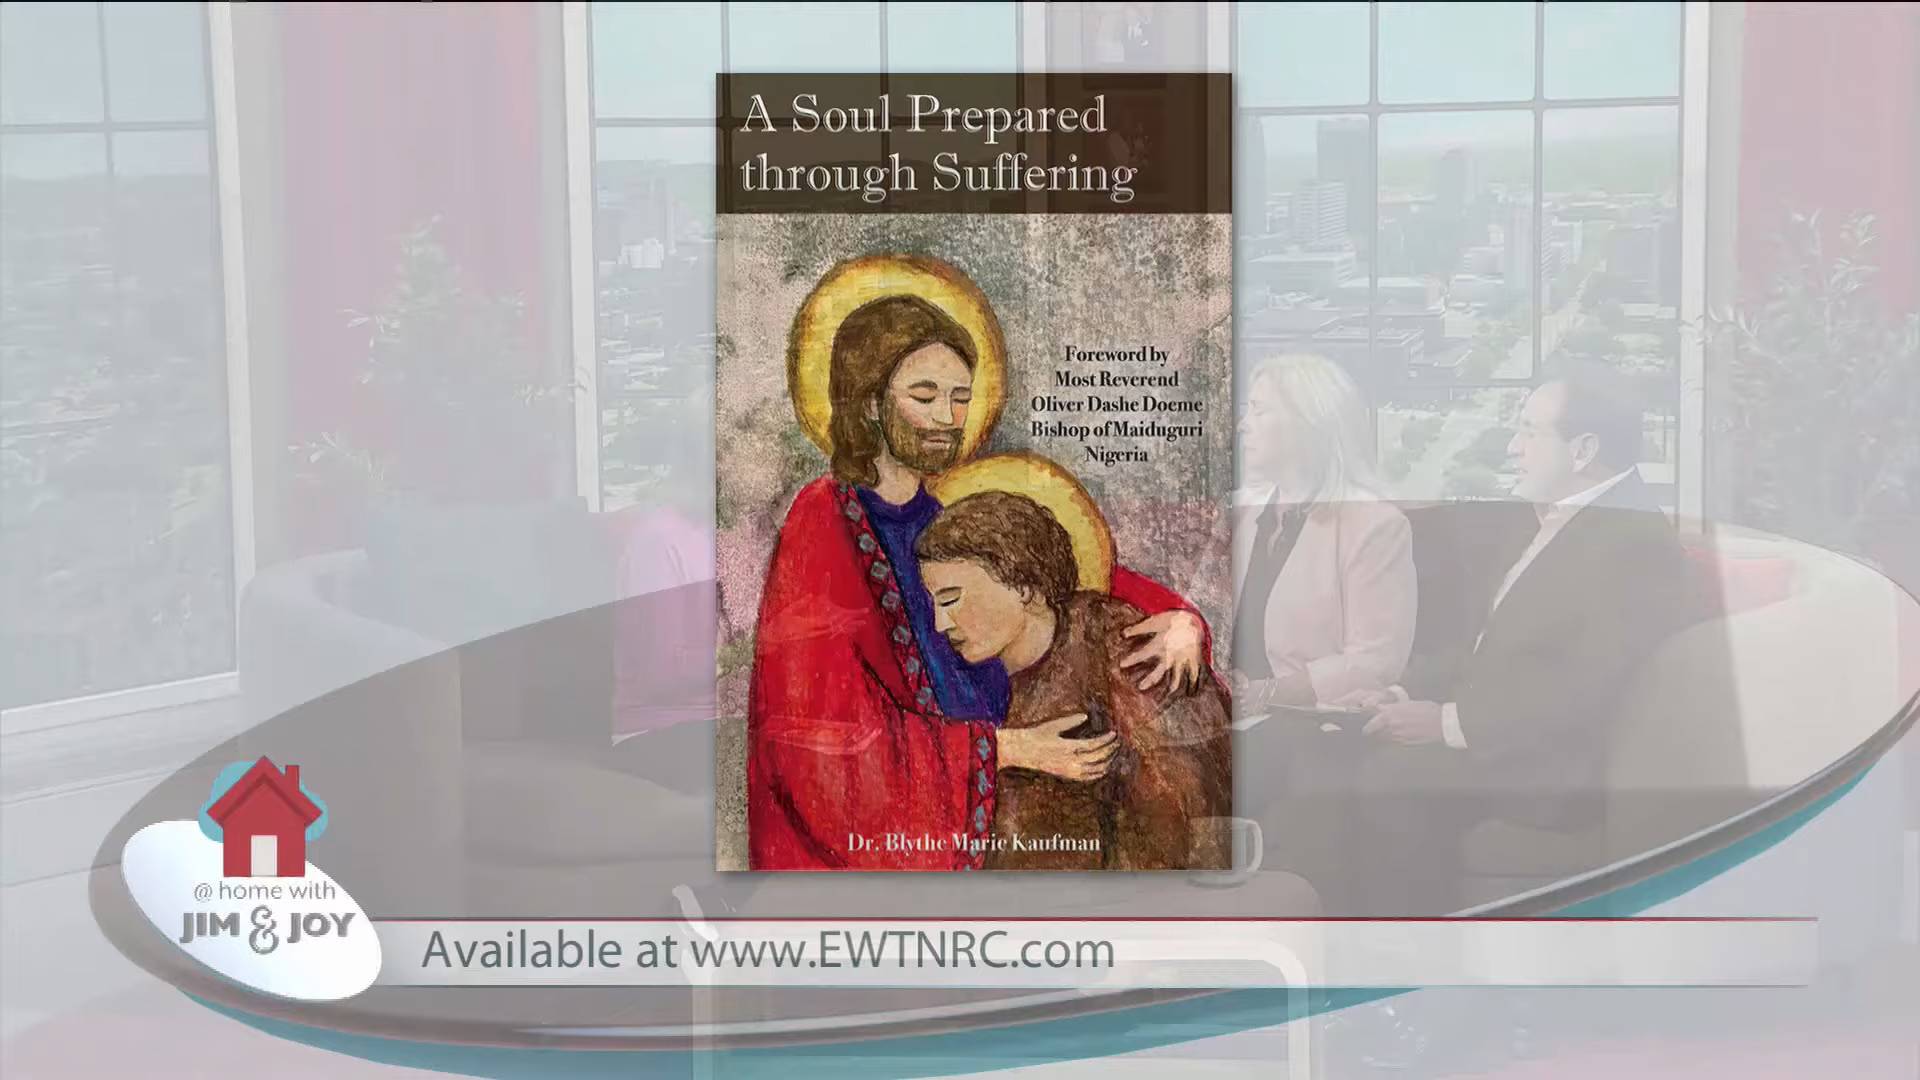 A Soul Prepared
through Suffering
Foreword by
Most Reverend
Oliver Dashe Doeme
Bishop of Maiduguri
Nigeria
Dr. Blythe Marie Kaufman
@ home with
JIM & JOY
Available at www.EWTNRC.com